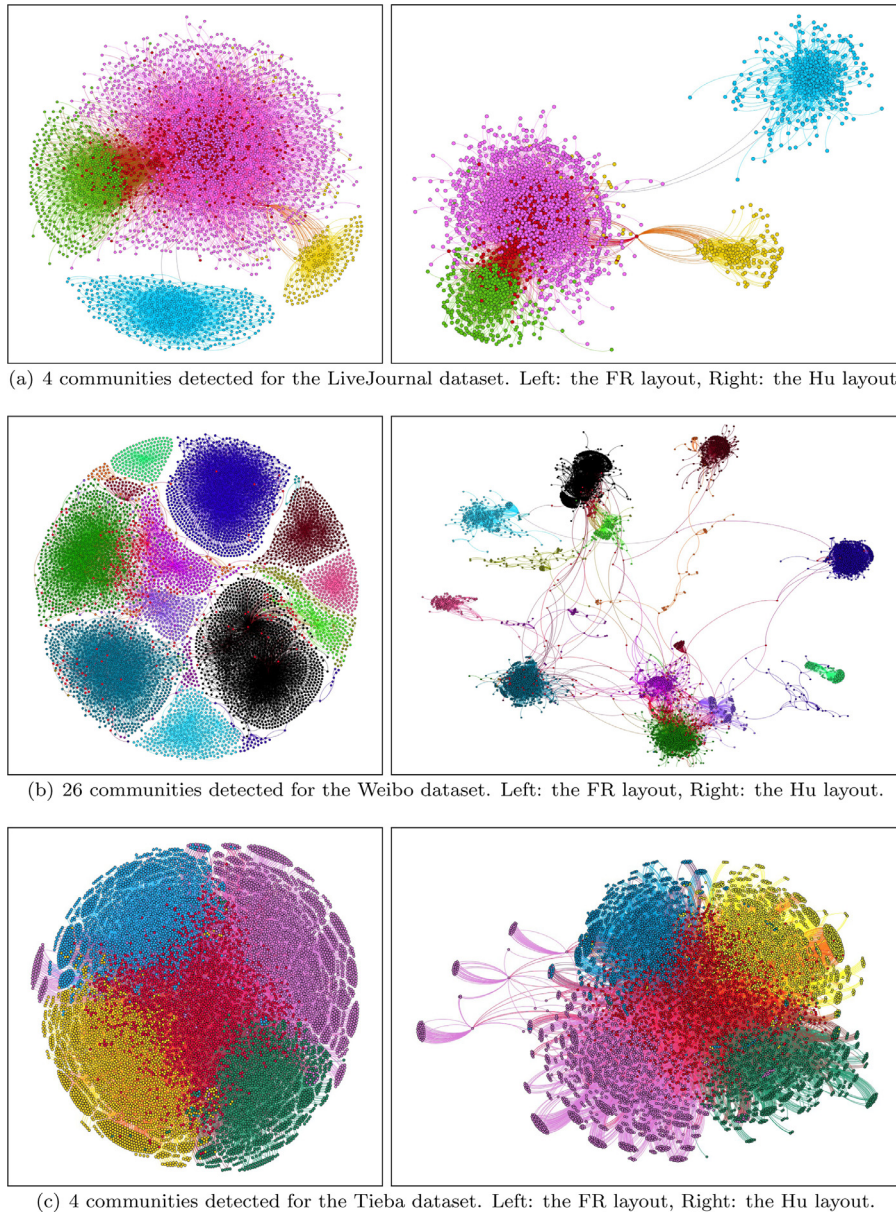 (a) 4 communities detected for the LiveJournal dataset. Left: the FR layout, Right: the Hu layout
(b) 26 communities detected for the Weibo dataset. Left: the FR layout, Right: the Hu layout.
(c) 4 communities detected for the Tieba dataset. Left: the FR layout, Right: the Hu layout.